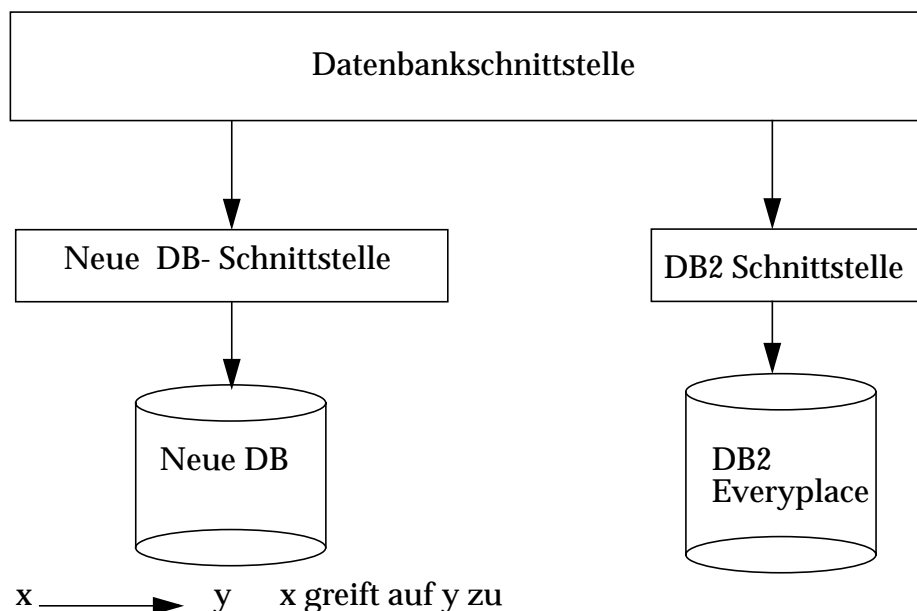 Datenbankschnittstelle
Neue DB- Schnittstelle
DB2 Schnittstelle
Neue DB
DB2
Everyplace
x y x greift auf y zu